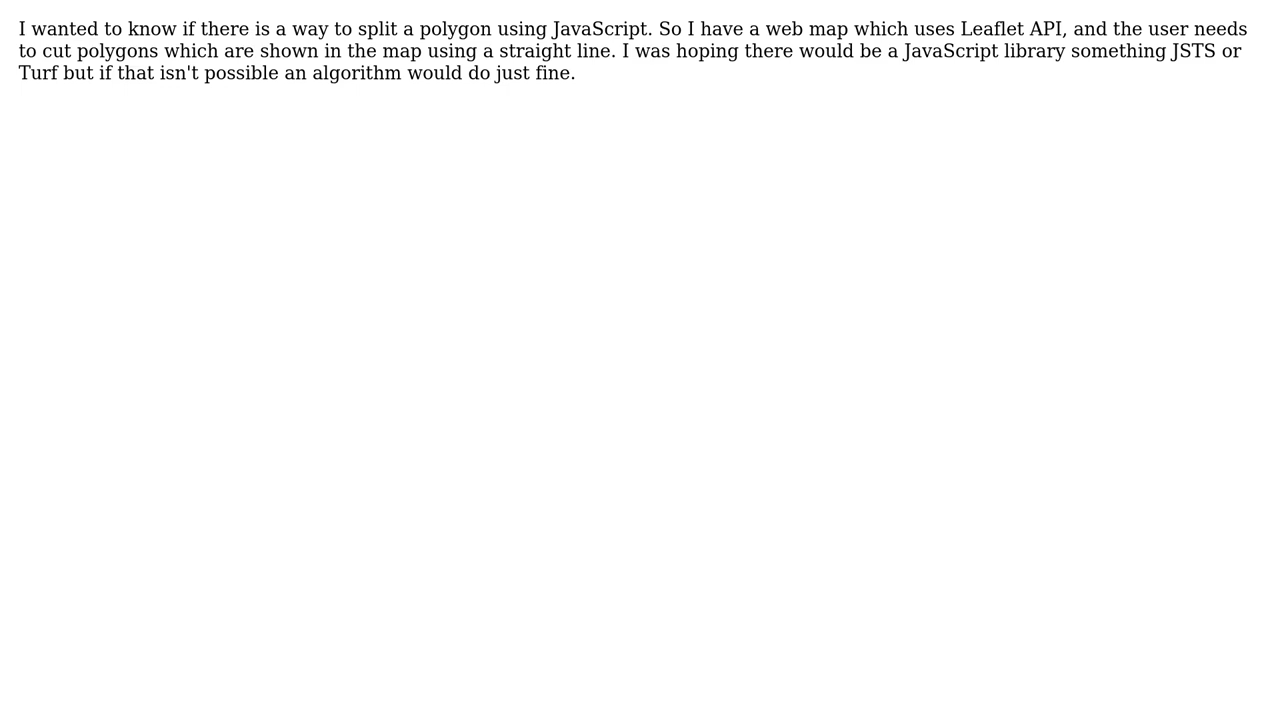 I wanted to know if there is a way to split a polygon using JavaScript. So I have a web map which uses Leaflet API, and the user needs
to cut polygons which are shown in the map using a straight line. I was hoping there would be a JavaScript library something JSTS or
Turf but if that isn't possible an algorithm would do just fine.